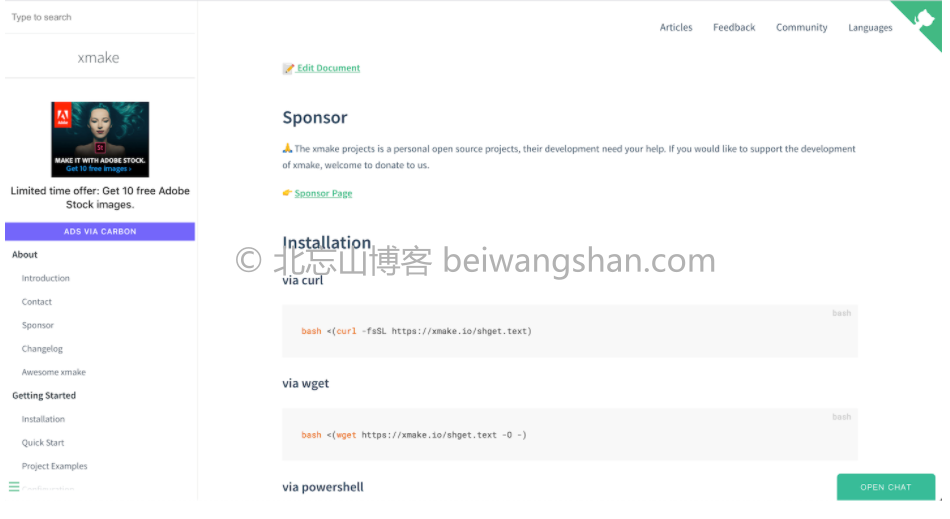 Type to search
xmake
MAKE IT WITH ADOBE STOCK.
Get 10 free images ›
Limited time offer: Get 10 free Adobe
Stock images.
ADS VIA CARBON
About
Introduction
Contact
Sponsor
Changelog
Awesome xmake
Getting Started
Installation
Quick Start
Project Examples
Articles
Feedback
Community
Languages
Edit Document
Sponsor
🙏 The xmake projects is a personal open source projects, their development need your help. If you would like to support the development
of xmake, welcome to donate to us.
👉 Sponsor Page
Installation
© 北忘山博客 beiwangshan.com
via curl
bash
bash <(curl -fsSL https://xmake.io/shget.text)
via wget
bash
bash <(wget https://xmake.io/shget.text -O -)
via powershell
OPEN CHAT